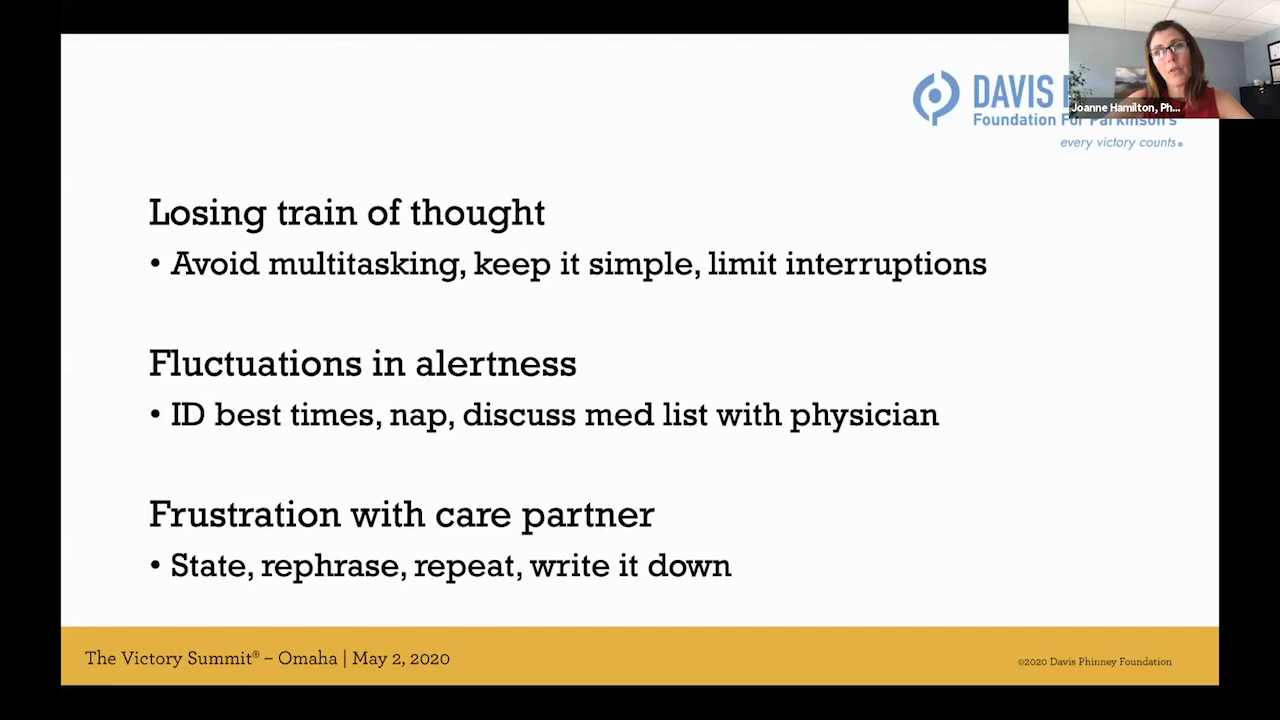 DAVIS P
Joanne Hamilton, Ph...
Foundation For Parkinson's
every victory counts.
Losing train of thought
• Avoid multitasking, keep it simple, limit interruptions
Fluctuations in alertness
• ID best times, nap, discuss med list with physician
Frustration with care partner
• State, rephrase, repeat, write it down
The Victory Summit® – Omaha | May 2, 2020
©2020 Davis Phinney Foundation